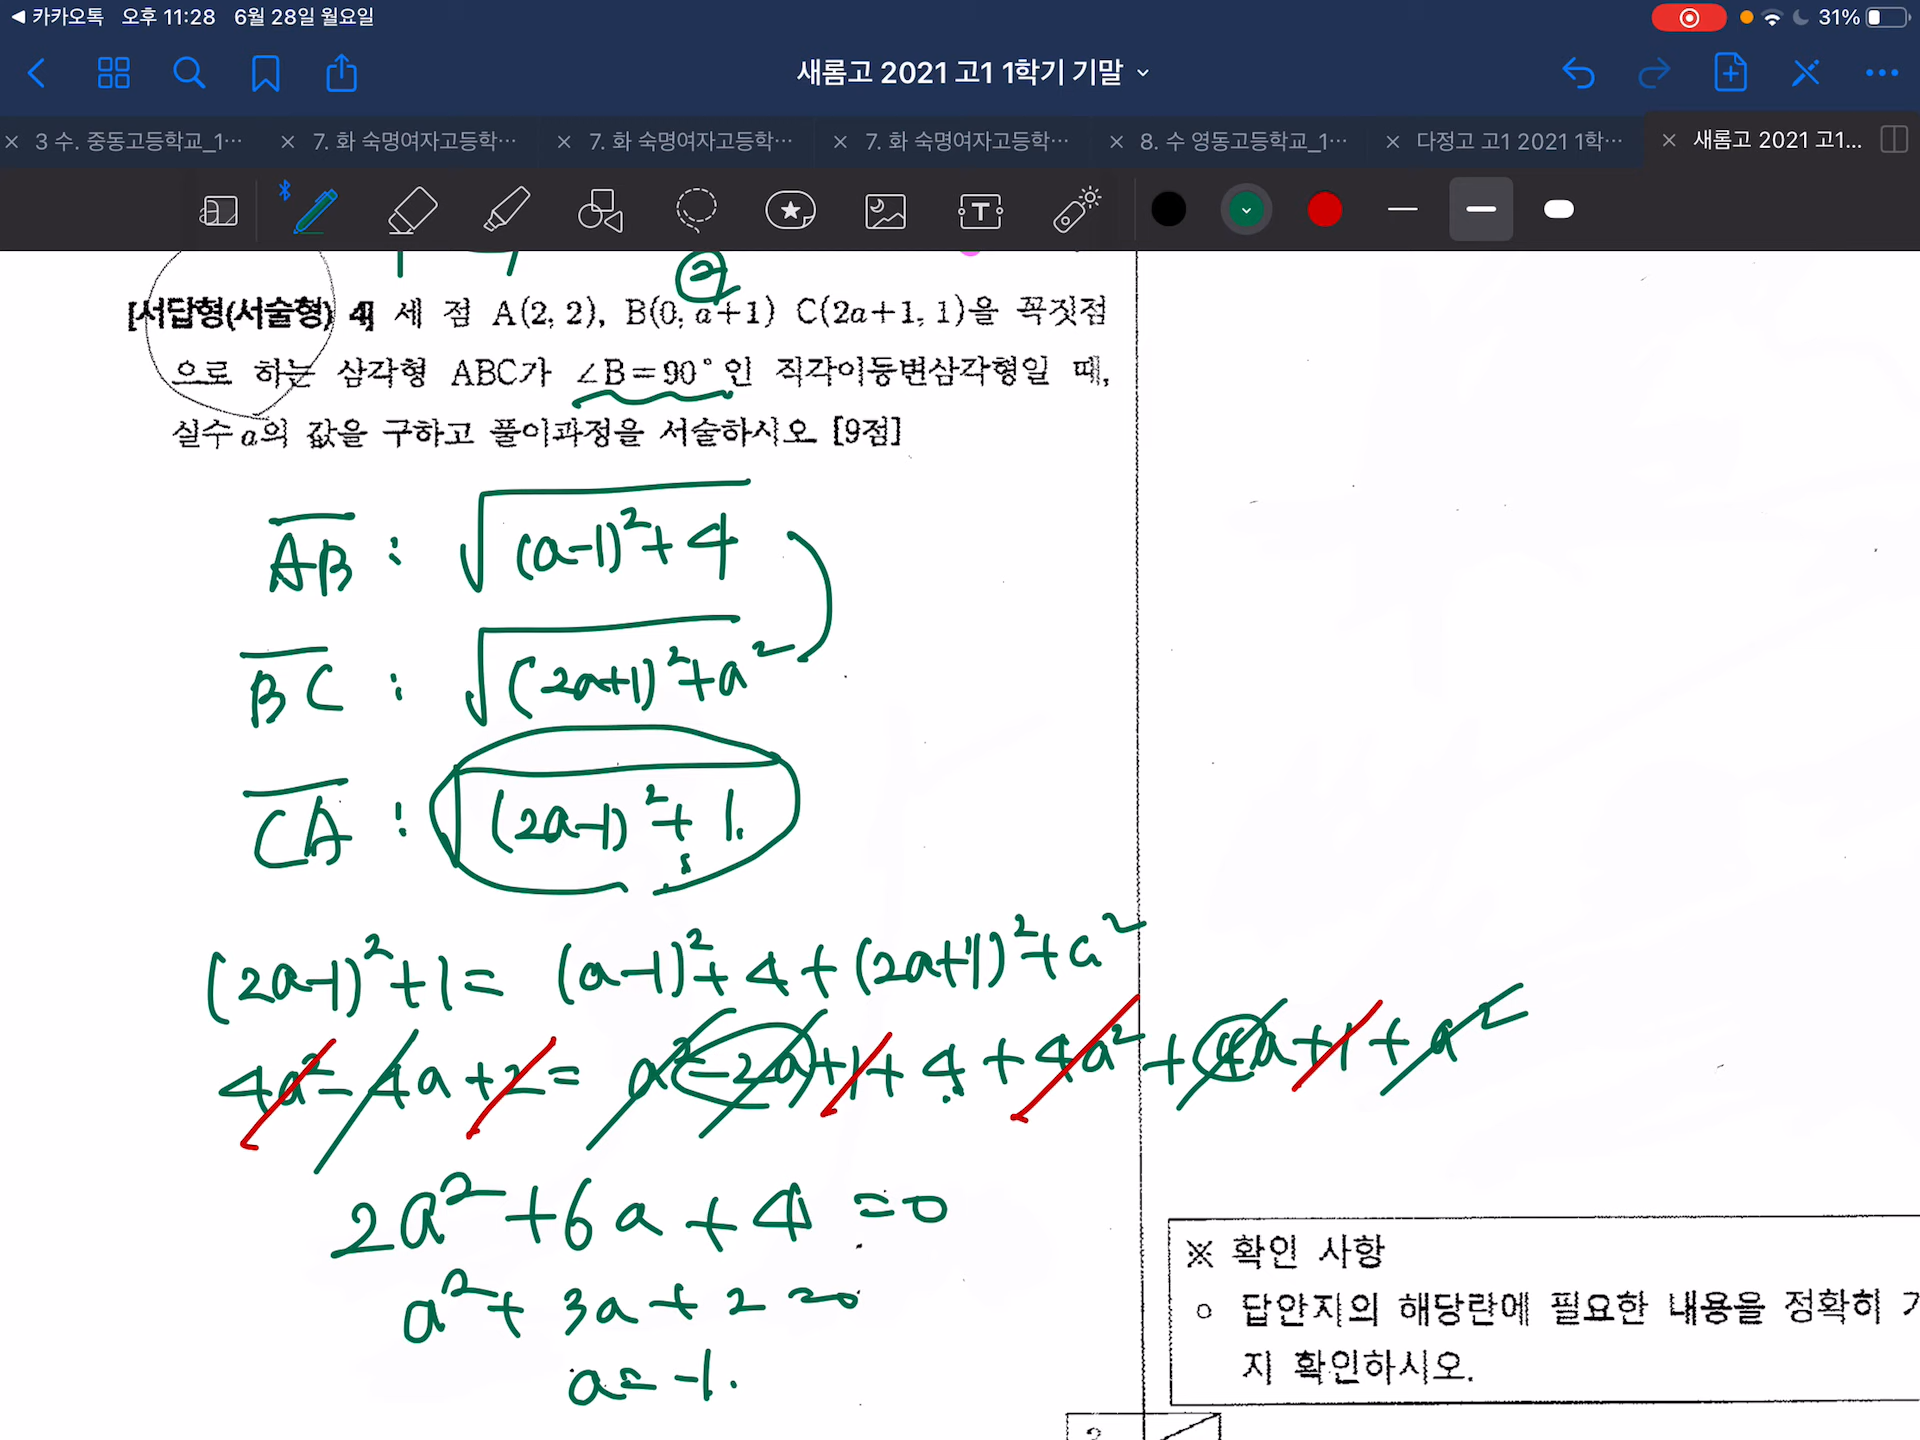 ◀ 카카오톡 오후 11:28 6월 28일 월요일 31%
새롬고 2021 고1 1학기 기말
× 3 수. 중동고등학교_1··· × 7. 화 숙명여자고등학··· × 7. 화 숙명여자고등학··· × 7. 화 숙명여자고등학··· × 8. 수 영동고등학교_1··· × 다정고 고1 2021 1학··· × 새롬고 2021 고1...
②
[서답형(서술형) 4] 세 점 A(2, 2), B(0, a+1) C(2a+1, 1)을 꼭짓점
으로 하는 삼각형 ABC가 ∠B=90°인 직각이등변삼각형일 때,
실수 a의 값을 구하고 풀이과정을 서술하시오. [9점]
AB : √(a-1)²+4
BC : √(2a+1)²+a²
CA : √(2a-1)²+1.
(2a-1)²+1= (a-1)²+4+(2a+1)²+a²
4a²-4a+2= a²-2a+1+4+4a²+4a+1+a²
2a²+6a+4=0
a²+3a+2=0
a=-1.
※ 확인 사항
○ 답안지의 해당란에 필요한 내용을 정확히
지 확인하시오.